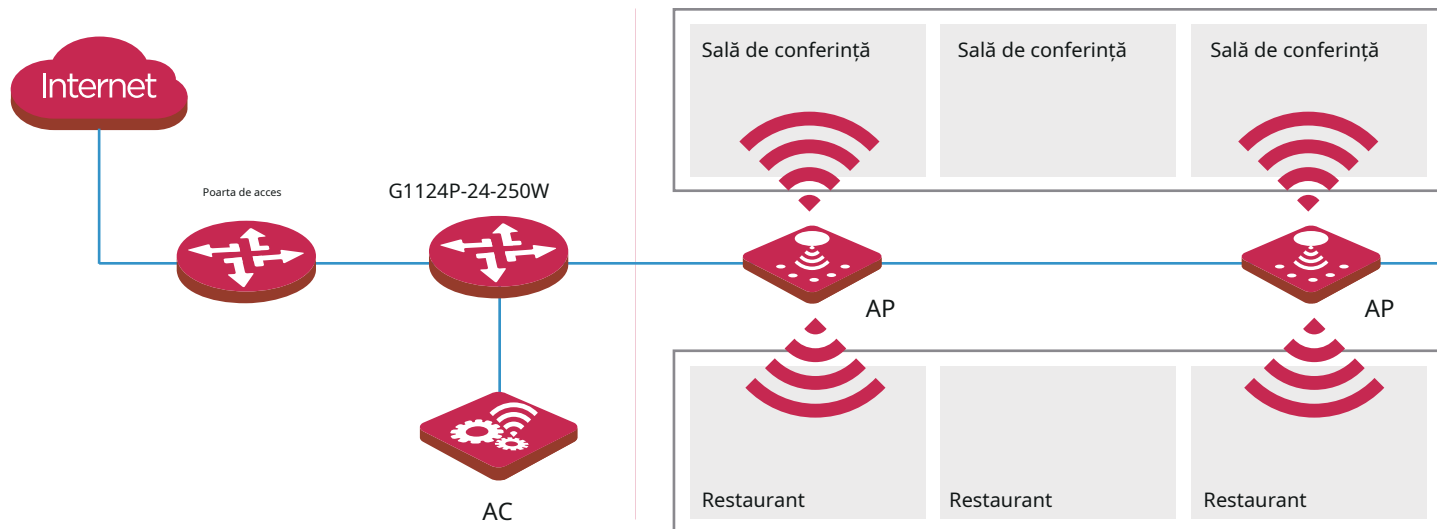 Internet
Poarta de acces
G1124P-24-250W
AC
Sală de conferință
Sală de conferință
Sală de conferință
AP
AP
Restaurant
Restaurant
Restaurant